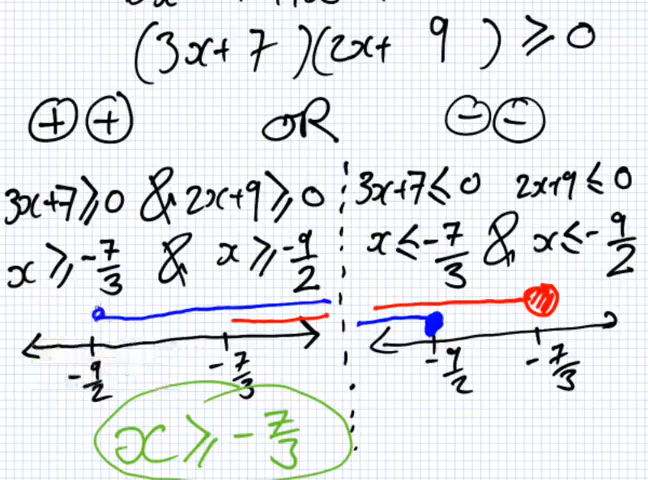 (3x+7)(2x+9) ≥ 0
⊕⊕ OR ⊖⊖
3x+7≥0 & 2x+9≥0
x ≥ -7/3 & x ≥ -9/2
3x+7≤0 2x+9≤0
x ≤ -7/3 & x ≤ -9/2
-9/2 -7/3
-9/2 -7/3
x ≥ -7/3